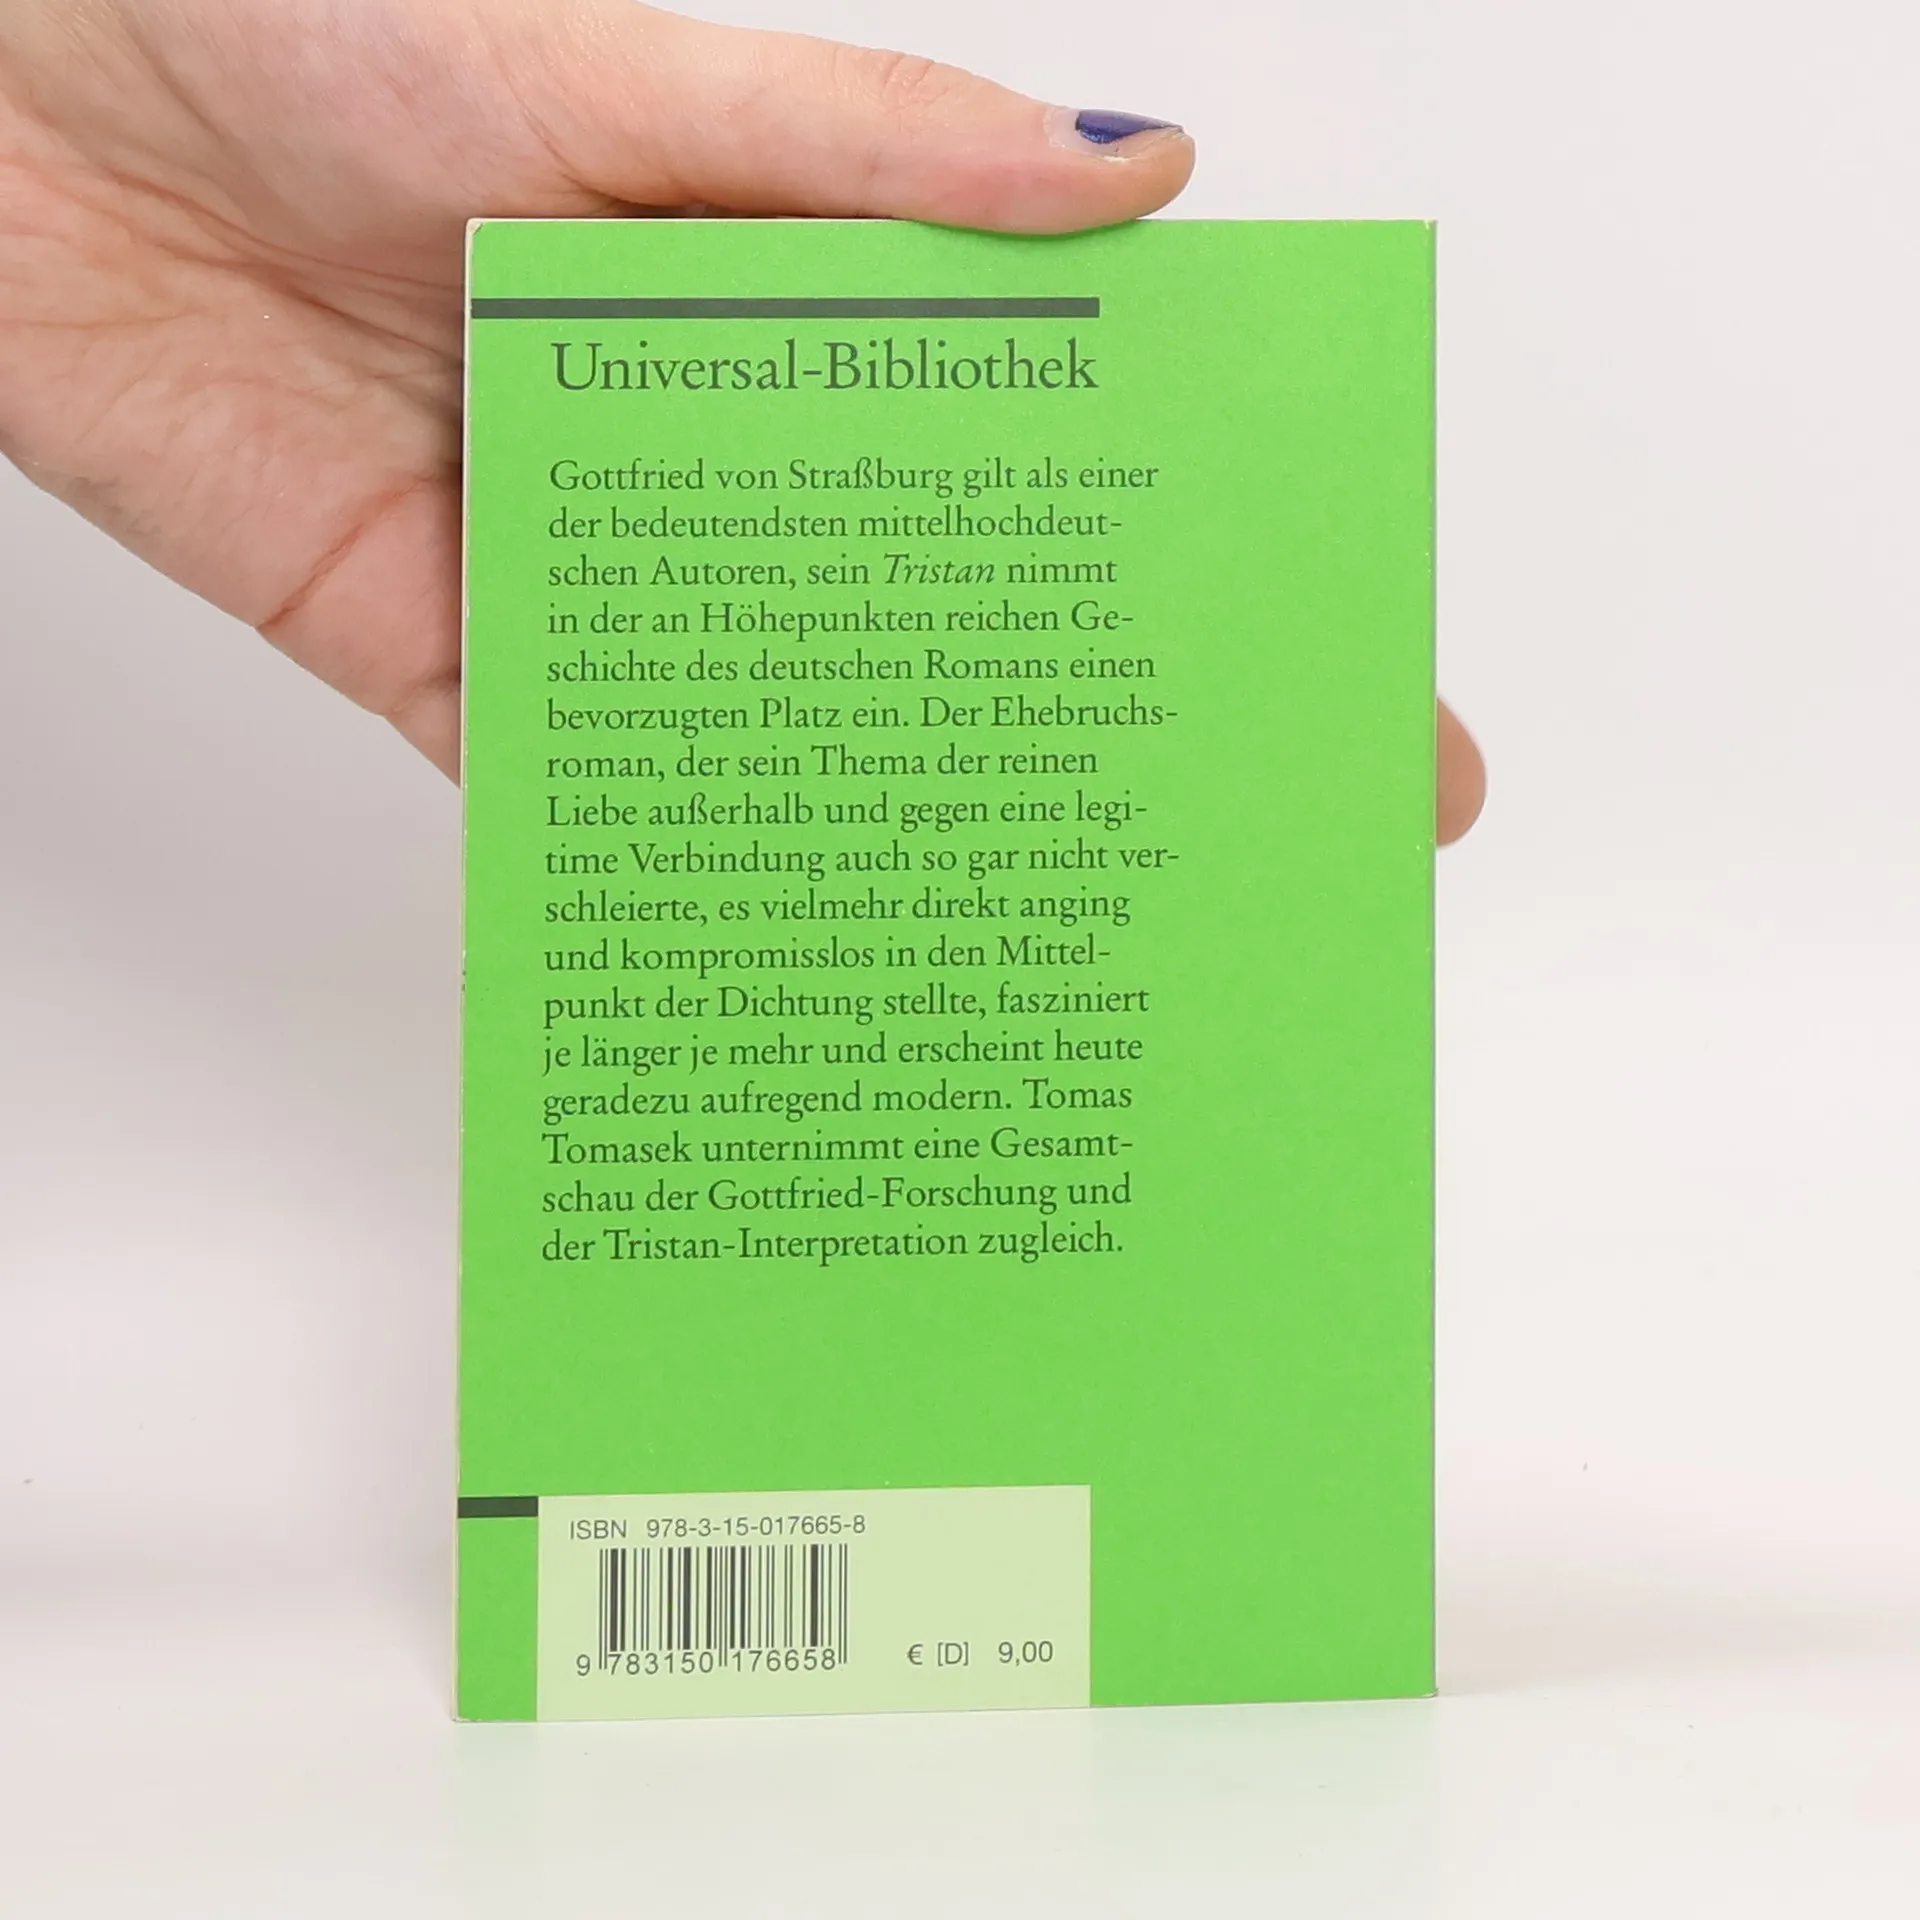 Universal-Bibliothek
Gottfried von Straßburg gilt als einer
der bedeutendsten mittelhochdeut-
schen Autoren, sein Tristan nimmt
in der an Höhepunkten reichen Ge-
schichte des deutschen Romans einen
bevorzugten Platz ein. Der Ehebruchs-
roman, der sein Thema der reinen
Liebe außerhalb und gegen eine legi-
time Verbindung auch so gar nicht ver-
schleierte, es vielmehr direkt anging
und kompromisslos in den Mittel-
punkt der Dichtung stellte, fasziniert
je länger je mehr und erscheint heute
geradezu aufregend modern. Tomas
Tomasek unternimmt eine Gesamt-
schau der Gottfried-Forschung und
der Tristan-Interpretation zugleich.
ISBN 978-3-15-017665-8
9 783150 176658
€ [D] 9,00